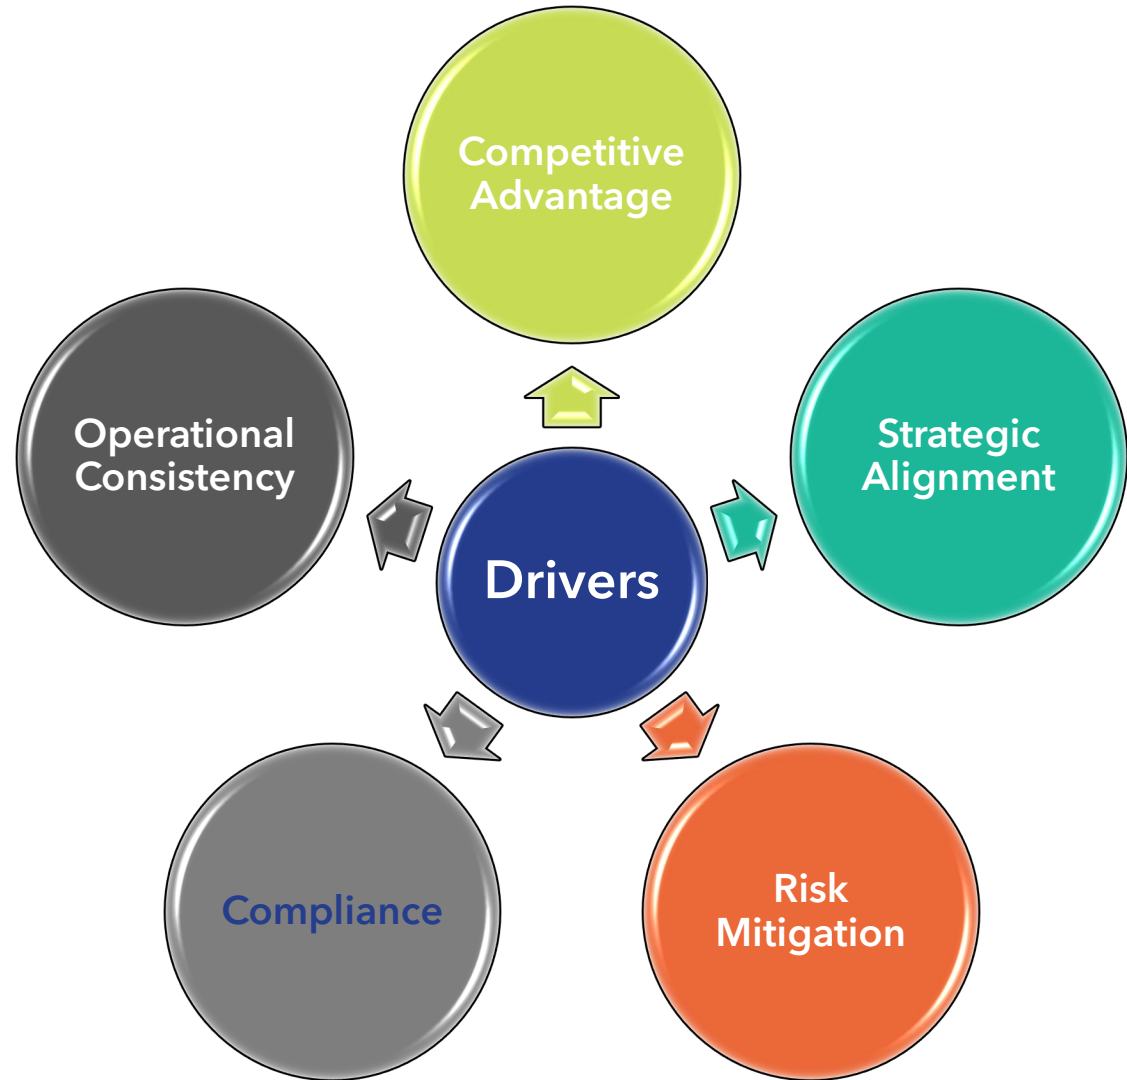 Competitive
Advantage
Strategic
Alignment
Risk
Mitigation
Compliance
Operational
Consistency
Drivers